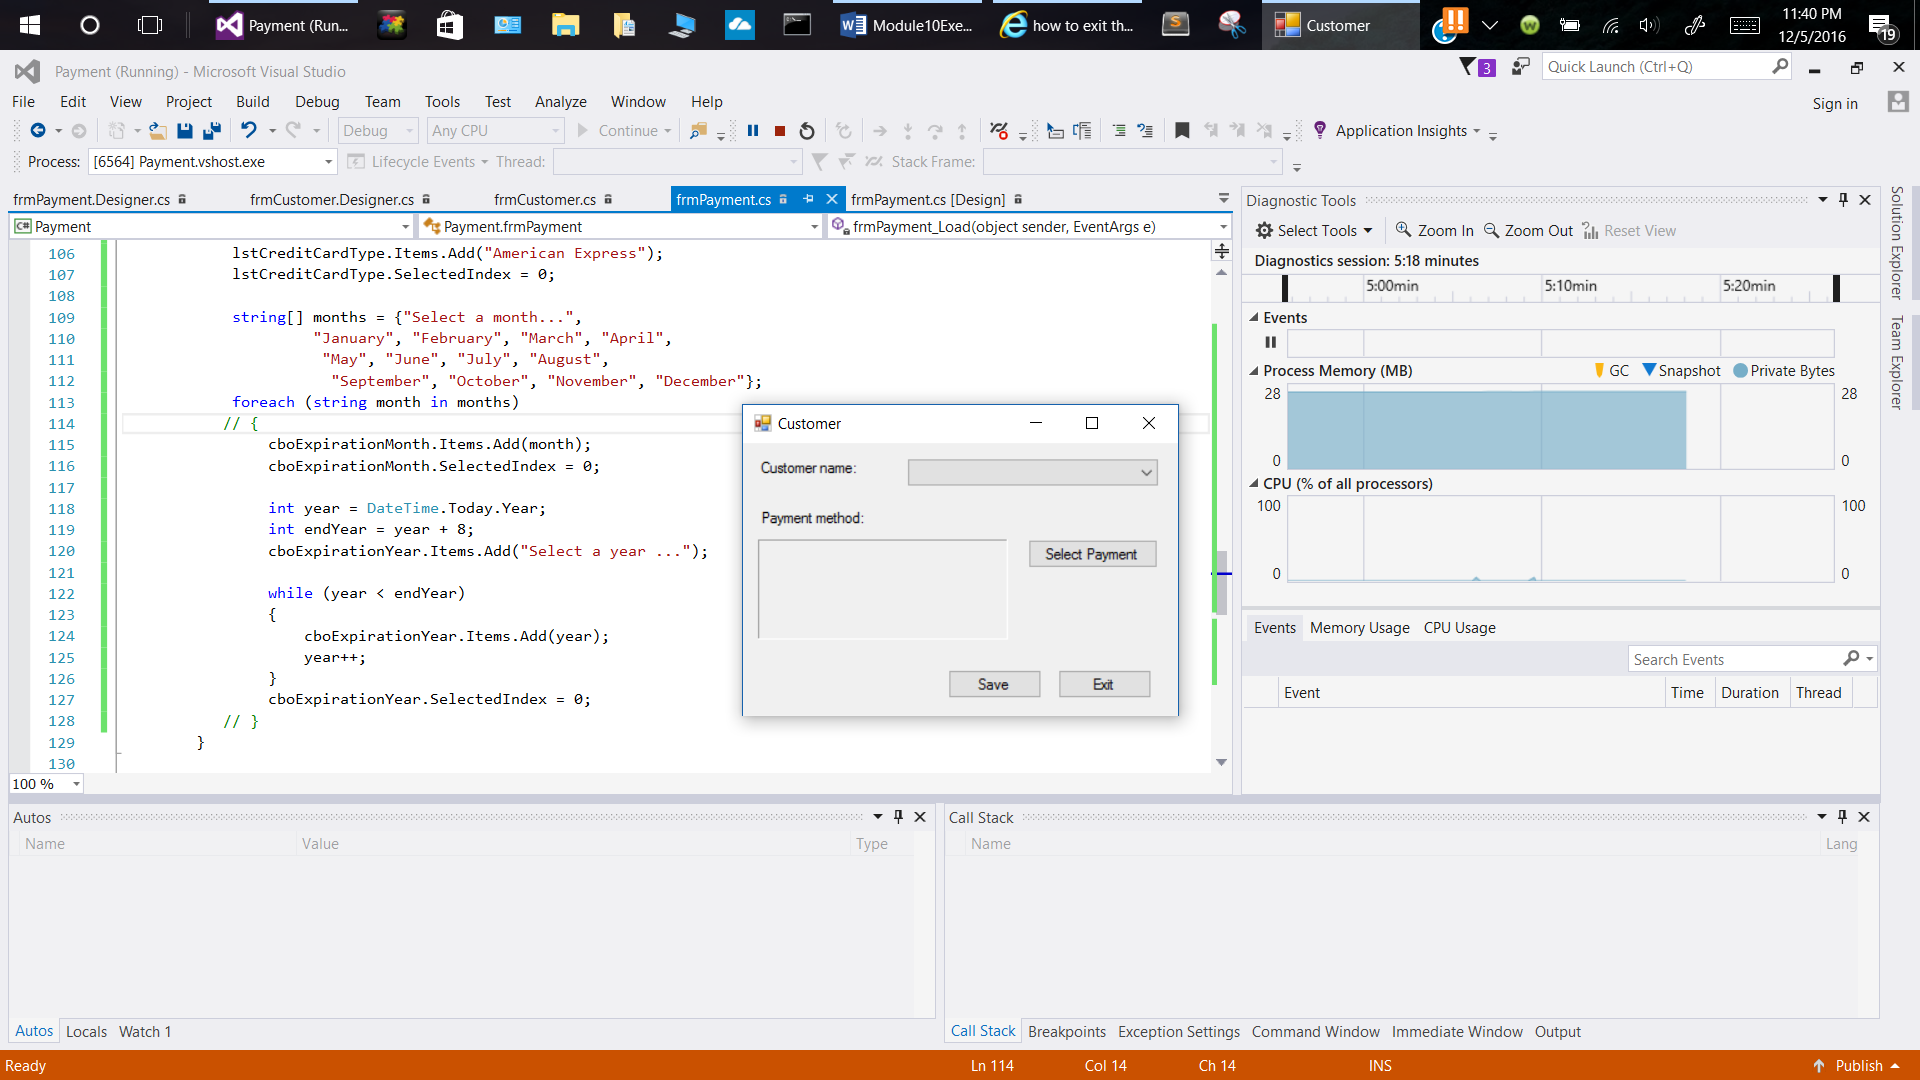 Payment (Run...
Module10Exe...
how to exit th...
Customer
11:40 PM
12/5/2016
19
Payment (Running) - Microsoft Visual Studio
3
Quick Launch (Ctrl+Q)
File Edit View Project Build Debug Team Tools Test Analyze Window Help
Sign in
Debug Any CPU Continue Application Insights
Process: [6564] Payment.vshost.exe Lifecycle Events Thread: Stack Frame:
frmPayment.Designer.cs frmCustomer.Designer.cs frmCustomer.cs frmPayment.cs frmPayment.cs [Design]
C# Payment Payment.frmPayment frmPayment_Load(object sender, EventArgs e)
106 lstCreditCardType.Items.Add("American Express");
107 lstCreditCardType.SelectedIndex = 0;
108
109 string[] months = {"Select a month...",
110 "January", "February", "March", "April",
111 "May", "June", "July", "August",
112 "September", "October", "November", "December"};
113 foreach (string month in months)
114 // {
115 cboExpirationMonth.Items.Add(month);
116 cboExpirationMonth.SelectedIndex = 0;
117
118 int year = DateTime.Today.Year;
119 int endYear = year + 8;
120 cboExpirationYear.Items.Add("Select a year ...");
121
122 while (year < endYear)
123 {
124 cboExpirationYear.Items.Add(year);
125 year++;
126 }
127 cboExpirationYear.SelectedIndex = 0;
128 // }
129 }
130
100 %
Customer
Customer name:
Payment method:
Select Payment
Save Exit
Diagnostic Tools
Select Tools Zoom In Zoom Out Reset View
Diagnostics session: 5:18 minutes
5:00min 5:10min 5:20min
Events
Process Memory (MB) GC Snapshot Private Bytes
28 28
0 0
CPU (% of all processors)
100 100
0 0
Events Memory Usage CPU Usage
Search Events
Event Time Duration Thread
Solution Explorer
Team Explorer
Autos
Name Value Type
Autos Locals Watch 1
Call Stack
Name Lang
Call Stack Breakpoints Exception Settings Command Window Immediate Window Output
Ready Ln 114 Col 14 Ch 14 INS Publish